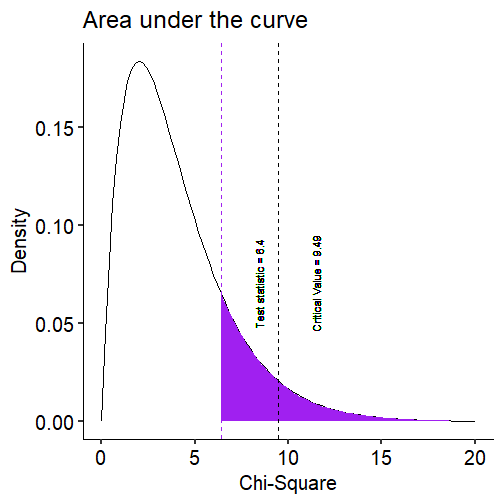 Area under the curve
Density
0.15
0.10
0.05
0.00
Test statistic = 6.4
Critical Value = 9.49
0
5
10
15
20
Chi-Square